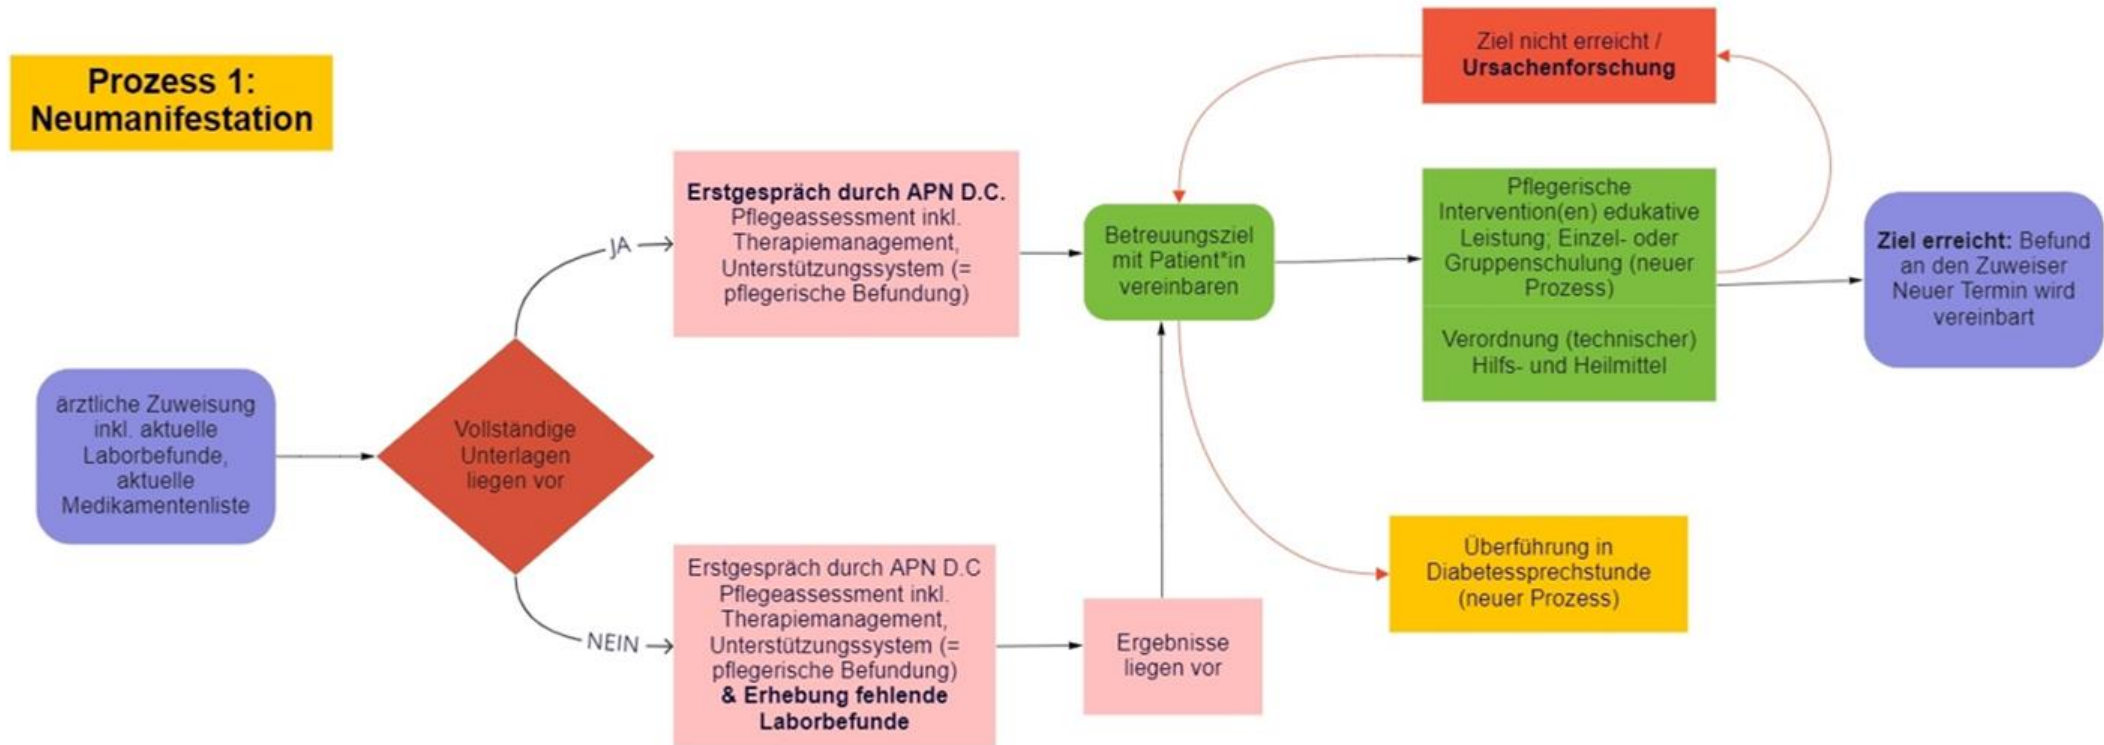 Prozess 1:
Neumanifestation
ärztliche Zuweisung
inkl. aktuelle
Laborbefunde,
aktuelle
Medikamentenliste
Vollständige
Unterlagen
liegen vor
JA
Erstgespräch durch APN D.C.
Pflegeassessment inkl.
Therapiemanagement,
Unterstützungssystem (=
pflegerische Befundung)
NEIN
Erstgespräch durch APN D.C
Pflegeassessment inkl.
Therapiemanagement,
Unterstützungssystem (=
pflegerische Befundung)
& Erhebung fehlende
Laborbefunde
Ergebnisse
liegen vor
Betreuungsziel
mit Patient*in
vereinbaren
Ziel nicht erreicht /
Ursachenforschung
Pflegerische
Intervention(en) edukative
Leistung; Einzel- oder
Gruppenschulung (neuer
Prozess)
Verordnung (technischer)
Hilfs- und Heilmittel
Überführung in
Diabetessprechstunde
(neuer Prozess)
Ziel erreicht: Befund
an den Zuweiser
Neuer Termin wird
vereinbart